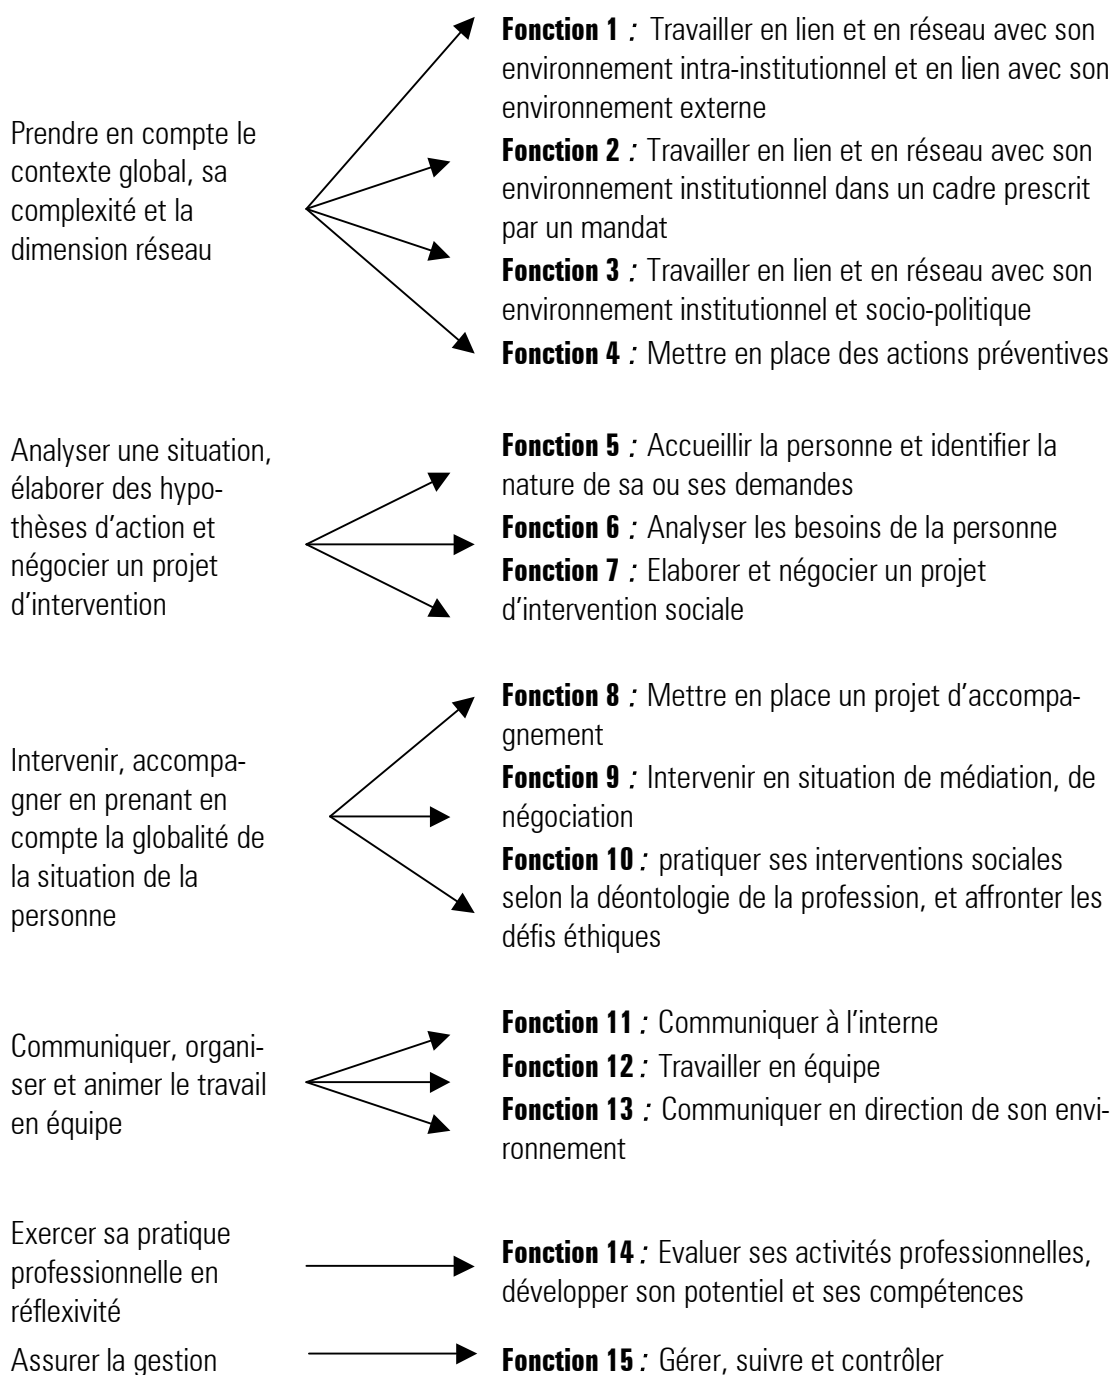 Prendre en compte le
contexte global, sa
complexité et la
dimension réseau
Fonction 1 : Travailler en lien et en réseau avec son
environnement intra-institutionnel et en lien avec son
environnement externe
Fonction 2 : Travailler en lien et en réseau avec son
environnement institutionnel dans un cadre prescrit
par un mandat
Fonction 3 : Travailler en lien et en réseau avec son
environnement institutionnel et socio-politique
Fonction 4 : Mettre en place des actions préventives
Analyser une situation,
élaborer des hypo-
thèses d'action et
négocier un projet
d'intervention
Fonction 5 : Accueillir la personne et identifier la
nature de sa ou ses demandes
Fonction 6 : Analyser les besoins de la personne
Fonction 7 : Elaborer et négocier un projet
d'intervention sociale
Intervenir, accompa-
gner en prenant en
compte la globalité de
la situation de la
personne
Fonction 8 : Mettre en place un projet d'accompa-
gnement
Fonction 9 : Intervenir en situation de médiation, de
négociation
Fonction 10 : pratiquer ses interventions sociales
selon la déontologie de la profession, et affronter les
défis éthiques
Communiquer, organi-
ser et animer le travail
en équipe
Fonction 11 : Communiquer à l'interne
Fonction 12 : Travailler en équipe
Fonction 13 : Communiquer en direction de son envi-
ronnement
Exercer sa pratique
professionnelle en
réflexivité
Fonction 14 : Evaluer ses activités professionnelles,
développer son potentiel et ses compétences
Assurer la gestion
Fonction 15 : Gérer, suivre et contrôler